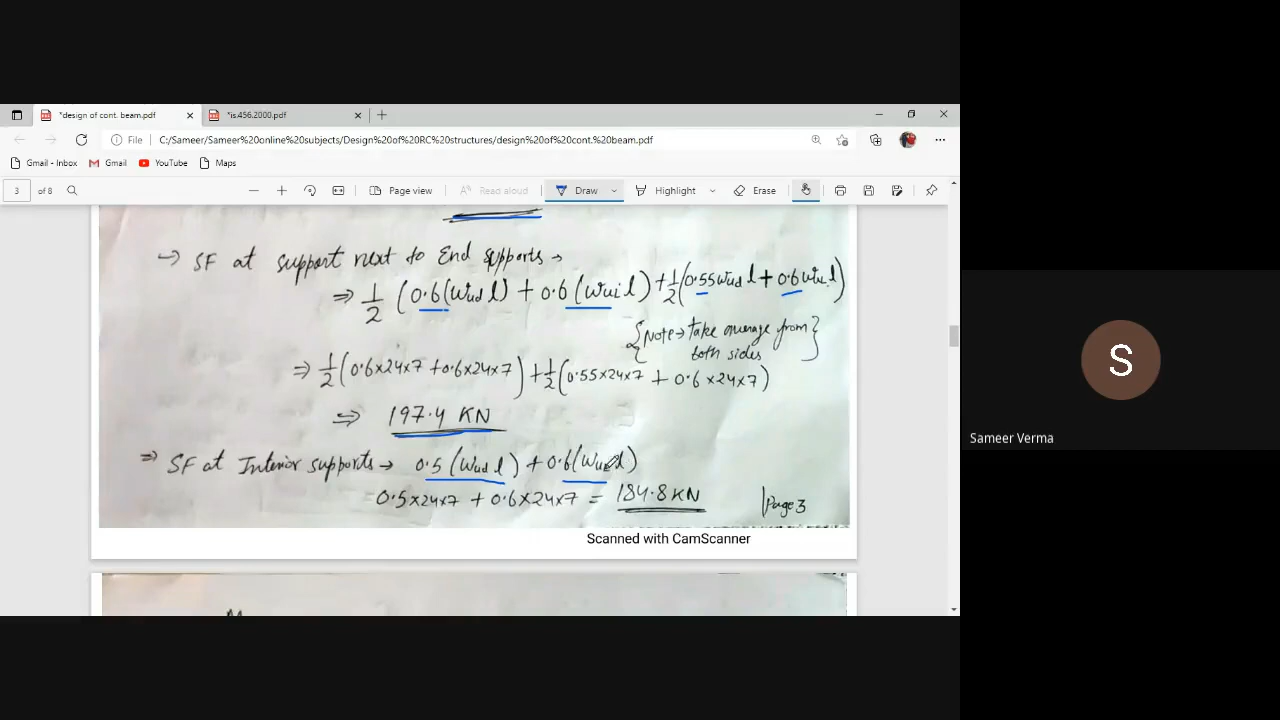 *design of cont. beam.pdf
*is.456.2000.pdf
File
C:/Sameer/Sameer%20online%20subjects/Design%20of%20RC%20structures/design%20of%20cont.%20beam.pdf
Gmail - Inbox
Gmail
YouTube
Maps
3 of 8
Page view
Read aloud
Draw
Highlight
Erase
→ SF at support next to End supports →
⇒ 1/2 (0.6(Wud l) + 0.6(Wul l) + 1/2(0.55Wud l + 0.6Wul l)
{Note → take average from
both sides}
⇒ 1/2(0.6×24×7 + 0.6×24×7) + 1/2(0.55×24×7 + 0.6×24×7)
⇒ 197.4 KN
⇒ SF at Interior supports → 0.5(Wud l) + 0.6(Wul l)
0.5×24×7 + 0.6×24×7 = 184.8 KN
Page 3
Scanned with CamScanner
S
Sameer Verma